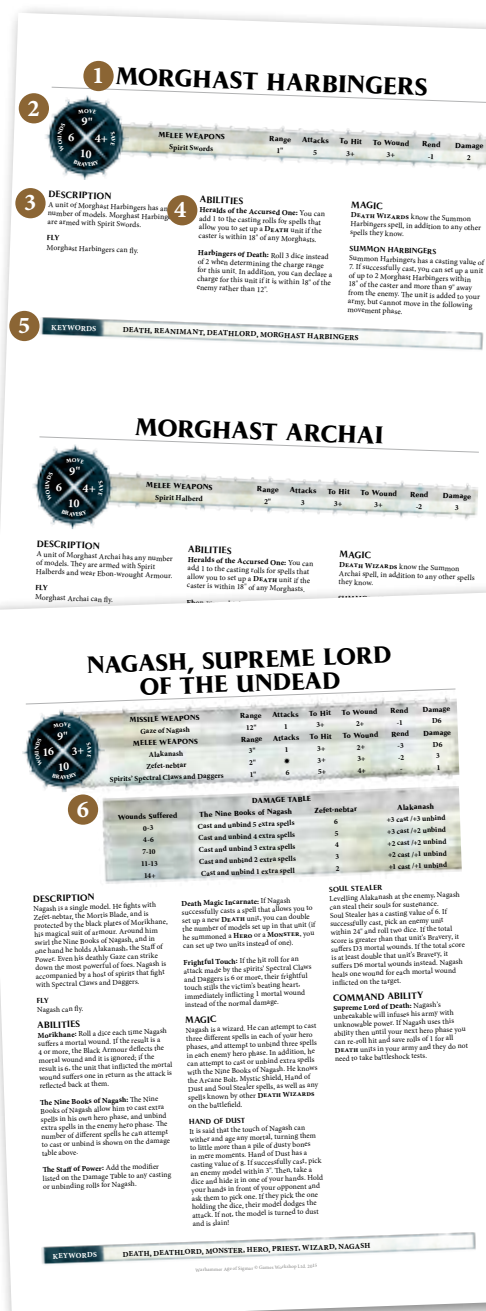 1 MORGHAST HARBINGERS
2
MOVE
9"
WOUNDS 6 4+ SAVE
10
BRAVERY
MELEE WEAPONS Range Attacks To Hit To Wound Rend Damage
Spirit Swords 1" 5 3+ 3+ -1 2
3
DESCRIPTION
A unit of Morghast Harbingers has any
number of models. Morghast Harbingers
are armed with Spirit Swords.
FLY
Morghast Harbingers can fly.
4
ABILITIES
Heralds of the Accursed One: You can
add 1 to the casting rolls for spells that
allow you to set up a DEATH unit if the
caster is within 18" of any Morghasts.
Harbingers of Death: Roll 3 dice instead
of 2 when determining the charge range
for this unit. In addition, you can declare a
charge for this unit if it is within 18" of the
enemy rather than 12".
MAGIC
DEATH WIZARDS know the Summon
Harbingers spell, in addition to any other
spells they know.
SUMMON HARBINGERS
Summon Harbingers has a casting value of
7. If successfully cast, you can set up a unit
of up to 2 Morghast Harbingers within
18" of the caster and more than 9" away
from the enemy. The unit is added to your
army, but cannot move in the following
movement phase.
5
KEYWORDS DEATH, REANIMANT, DEATHLORD, MORGHAST HARBINGERS
MORGHAST ARCHAI
MOVE
9"
WOUNDS 6 4+ SAVE
10
BRAVERY
MELEE WEAPONS Range Attacks To Hit To Wound Rend Damage
Spirit Halberd 2" 3 3+ 3+ -2 3
DESCRIPTION
A unit of Morghast Archai has any number
of models. They are armed with Spirit
Halberds and wear Ebon-wrought Armour.
FLY
Morghast Archai can fly.
ABILITIES
Heralds of the Accursed One: You can
add 1 to the casting rolls for spells that
allow you to set up a DEATH unit if the
caster is within 18" of any Morghasts.
MAGIC
DEATH WIZARDS know the Summon
Archai spell, in addition to any other spells
they know.
NAGASH, SUPREME LORD
OF THE UNDEAD
MOVE
9"
WOUNDS 16 3+ SAVE
10
BRAVERY
MISSILE WEAPONS Range Attacks To Hit To Wound Rend Damage
Gaze of Nagash 12" 1 3+ 2+ -1 D6
MELEE WEAPONS Range Attacks To Hit To Wound Rend Damage
Alakanash 3" 1 3+ 2+ -3 D6
Zefet-nebtar 2" ✹ 3+ 3+ -2 3
Spirits' Spectral Claws and Daggers 1" 6 5+ 4+ - 1
6
DAMAGE TABLE
Wounds Suffered The Nine Books of Nagash Zefet-nebtar Alakanash
0-3 Cast and unbind 5 extra spells 6 +3 cast /+3 unbind
4-6 Cast and unbind 4 extra spells 5 +3 cast /+2 unbind
7-10 Cast and unbind 3 extra spells 4 +2 cast /+2 unbind
11-13 Cast and unbind 2 extra spells 3 +2 cast /+1 unbind
14+ Cast and unbind 1 extra spell 2 +1 cast /+1 unbind
DESCRIPTION
Nagash is a single model. He fights with
Zefet-nebtar, the Mortis Blade, and is
protected by the black plates of Morikhane,
his magical suit of armour. Around him
swirl the Nine Books of Nagash, and in
one hand he holds Alakanash, the Staff of
Power. Even his deathly Gaze can strike
down the most powerful of foes. Nagash is
accompanied by a host of spirits that fight
with Spectral Claws and Daggers.
FLY
Nagash can fly.
ABILITIES
Morikhane: Roll a dice each time Nagash
suffers a mortal wound. If the result is a
4 or more, the Black Armour deflects the
mortal wound and it is ignored; if the
result is 6, the unit that inflicted the mortal
wound suffers one in return as the attack is
reflected back at them.
The Nine Books of Nagash: The Nine
Books of Nagash allow him to cast extra
spells in his own hero phase, and unbind
extra spells in the enemy hero phase. The
number of different spells he can attempt
to cast or unbind is shown on the damage
table above.
The Staff of Power: Add the modifier
listed on the Damage Table to any casting
or unbinding rolls for Nagash.
Death Magic Incarnate: If Nagash
successfully casts a spell that allows you to
set up a new DEATH unit, you can double
the number of models set up in that unit (if
he summoned a HERO or a MONSTER, you
can set up two units instead of one).
Frightful Touch: If the hit roll for an
attack made by the spirits' Spectral Claws
and Daggers is 6 or more, their frightful
touch stills the victim's beating heart,
immediately inflicting 1 mortal wound
instead of the normal damage.
MAGIC
Nagash is a wizard. He can attempt to cast
three different spells in each of your hero
phases, and attempt to unbind three spells
in each enemy hero phase. In addition, he
can attempt to cast or unbind extra spells
with the Nine Books of Nagash. He knows
the Arcane Bolt, Mystic Shield, Hand of
Dust and Soul Stealer spells, as well as any
spells known by other DEATH WIZARDS
on the battlefield.
HAND OF DUST
It is said that the touch of Nagash can
wither and age any mortal, turning them
to little more than a pile of dusty bones
in mere moments. Hand of Dust has a
casting value of 8. If successfully cast, pick
an enemy model within 3". Then, take a
dice and hide it in one of your hands. Hold
your hands in front of your opponent and
ask them to pick one. If they pick the one
holding the dice, their model dodges the
attack. If not, the model is turned to dust
and is slain!
SOUL STEALER
Levelling Alakanash at the enemy, Nagash
can steal their souls for sustenance.
Soul Stealer has a casting value of 6. If
successfully cast, pick an enemy unit
within 24" and roll two dice. If the total
score is greater than that unit's Bravery, it
suffers D3 mortal wounds. If the total score
is at least double that unit's Bravery, it
suffers D6 mortal wounds instead. Nagash
heals one wound for each mortal wound
inflicted on the target.
COMMAND ABILITY
Supreme Lord of Death: Nagash's
unbreakable will infuses his army with
unknowable power. If Nagash uses this
ability then until your next hero phase you
can re-roll hit and save rolls of 1 for all
DEATH units in your army and they do not
need to take battleshock tests.
KEYWORDS DEATH, DEATHLORD, MONSTER, HERO, PRIEST, WIZARD, NAGASH
Warhammer: Age of Sigmar © Games Workshop Ltd.